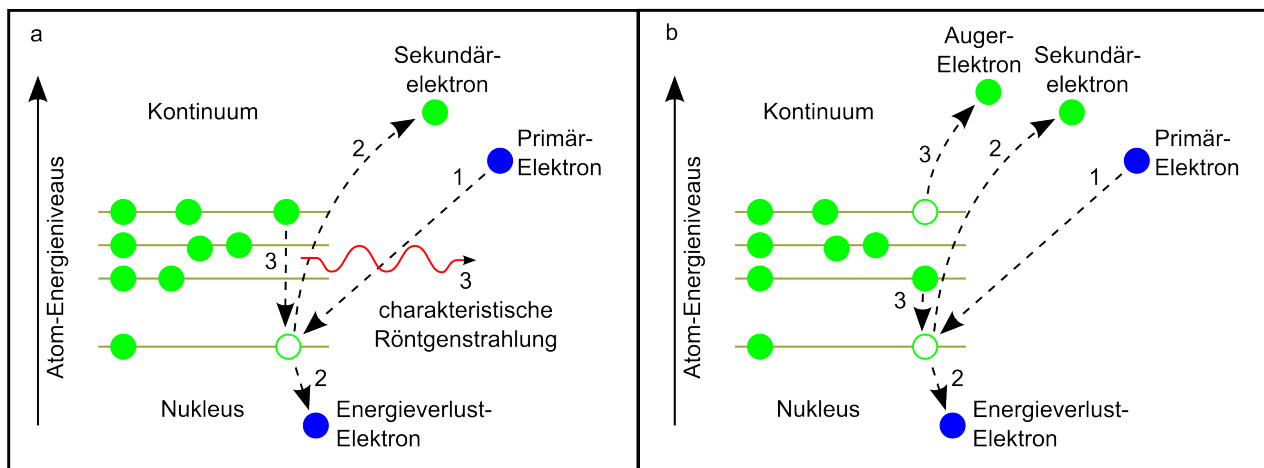 a
Sekundär-
elektron
Kontinuum
2
Primär-
Elektron
1
Atom-Energieniveaus
3
3
charakteristische
Röntgenstrahlung
2
Nukleus
Energieverlust-
Elektron
b
Auger-
Elektron
Sekundär-
elektron
Kontinuum
3
2
Primär-
Elektron
1
Atom-Energieniveaus
3
2
Nukleus
Energieverlust-
Elektron